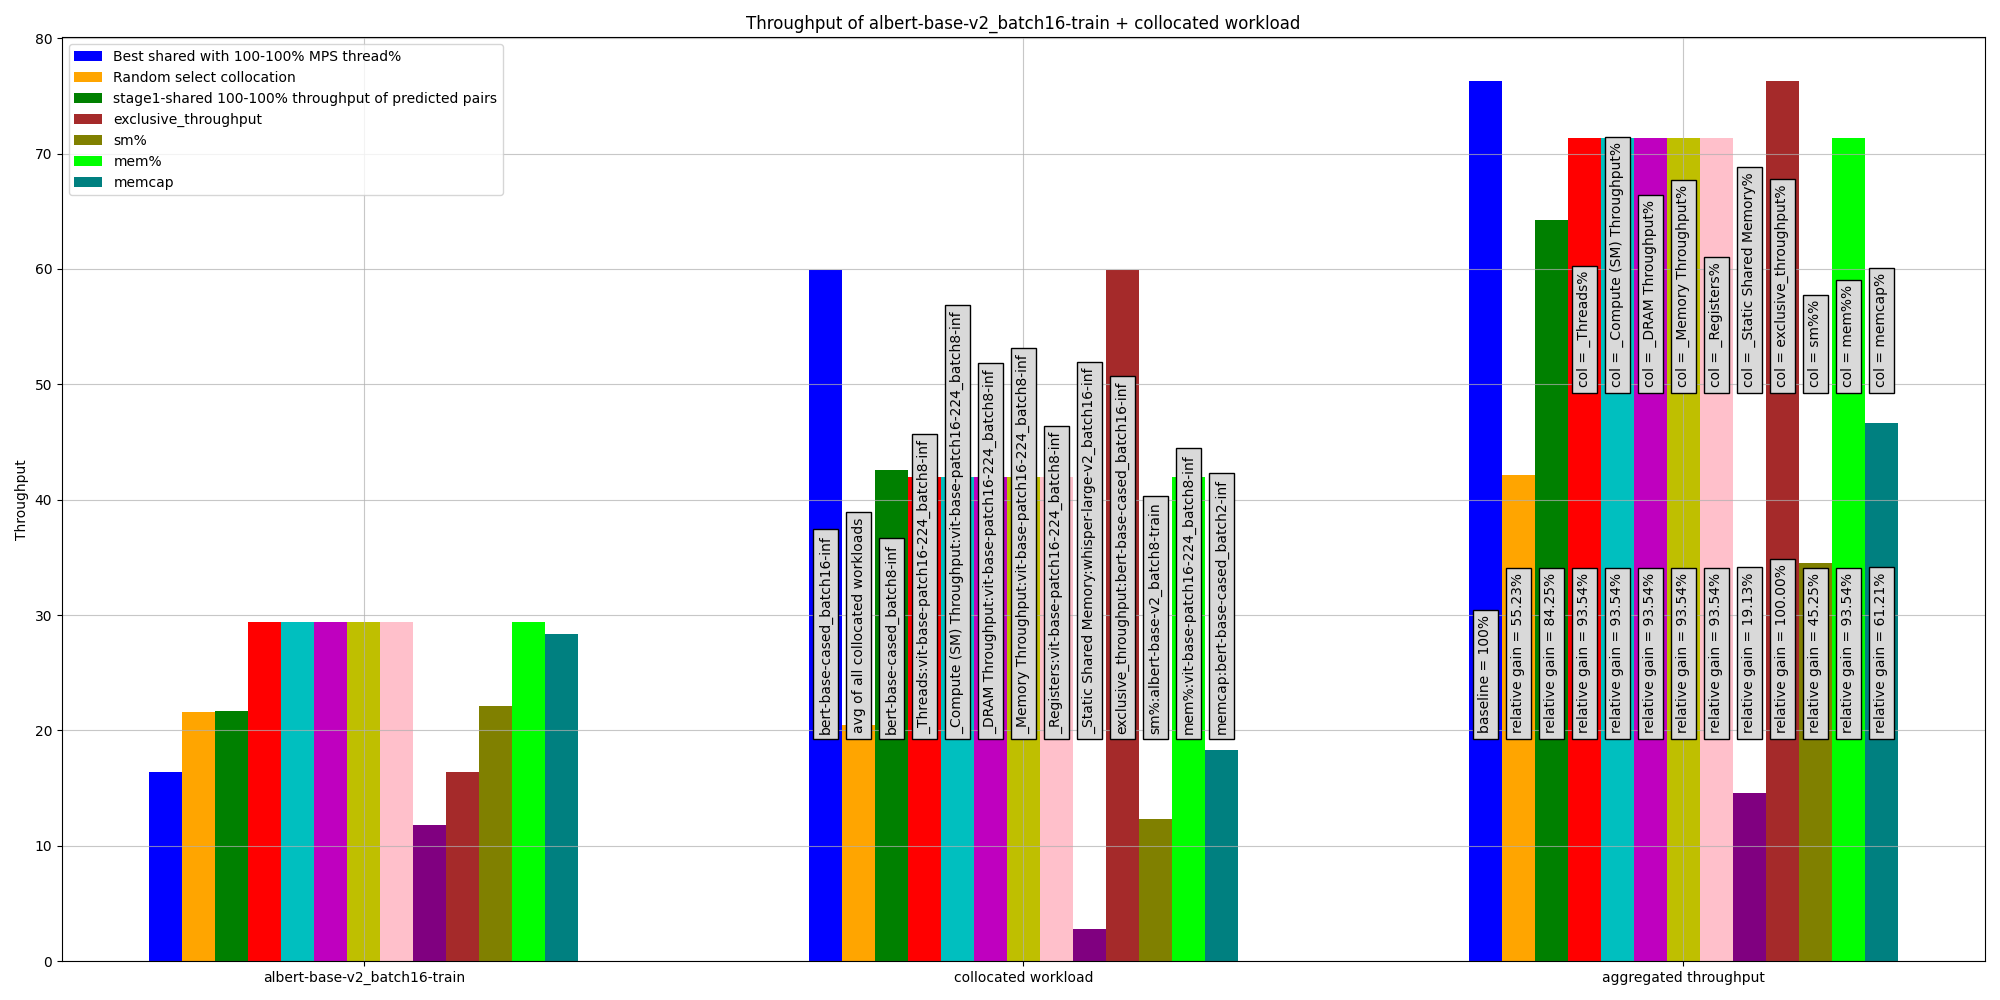 Throughput of albert-base-v2_batch16-train + collocated workload
Best shared with 100-100% MPS thread%
Random select collocation
stage1-shared 100-100% throughput of predicted pairs
exclusive_throughput
sm%
mem%
memcap
Throughput
80
70
60
50
40
30
20
10
0
bert-base-cased_batch16-inf
avg of all collocated workloads
bert-base-cased_batch8-inf
_Threads:vit-base-patch16-224_batch8-inf
_Compute (SM) Throughput:vit-base-patch16-224_batch8-inf
_DRAM Throughput:vit-base-patch16-224_batch8-inf
_Memory Throughput:vit-base-patch16-224_batch8-inf
_Registers:vit-base-patch16-224_batch8-inf
_Static Shared Memory:whisper-large-v2_batch16-inf
exclusive_throughput:bert-base-cased_batch16-inf
sm%:albert-base-v2_batch8-train
mem%:vit-base-patch16-224_batch8-inf
memcap:bert-base-cased_batch2-inf
col = _Threads%
col = _Compute (SM) Throughput%
col = _DRAM Throughput%
col = _Memory Throughput%
col = _Registers%
col = _Static Shared Memory%
col = exclusive_throughput%
col = sm%%
col = mem%%
col = memcap%
baseline = 100%
relative gain = 55.23%
relative gain = 84.25%
relative gain = 93.54%
relative gain = 93.54%
relative gain = 93.54%
relative gain = 93.54%
relative gain = 93.54%
relative gain = 19.13%
relative gain = 100.00%
relative gain = 45.25%
relative gain = 93.54%
relative gain = 61.21%
albert-base-v2_batch16-train
collocated workload
aggregated throughput